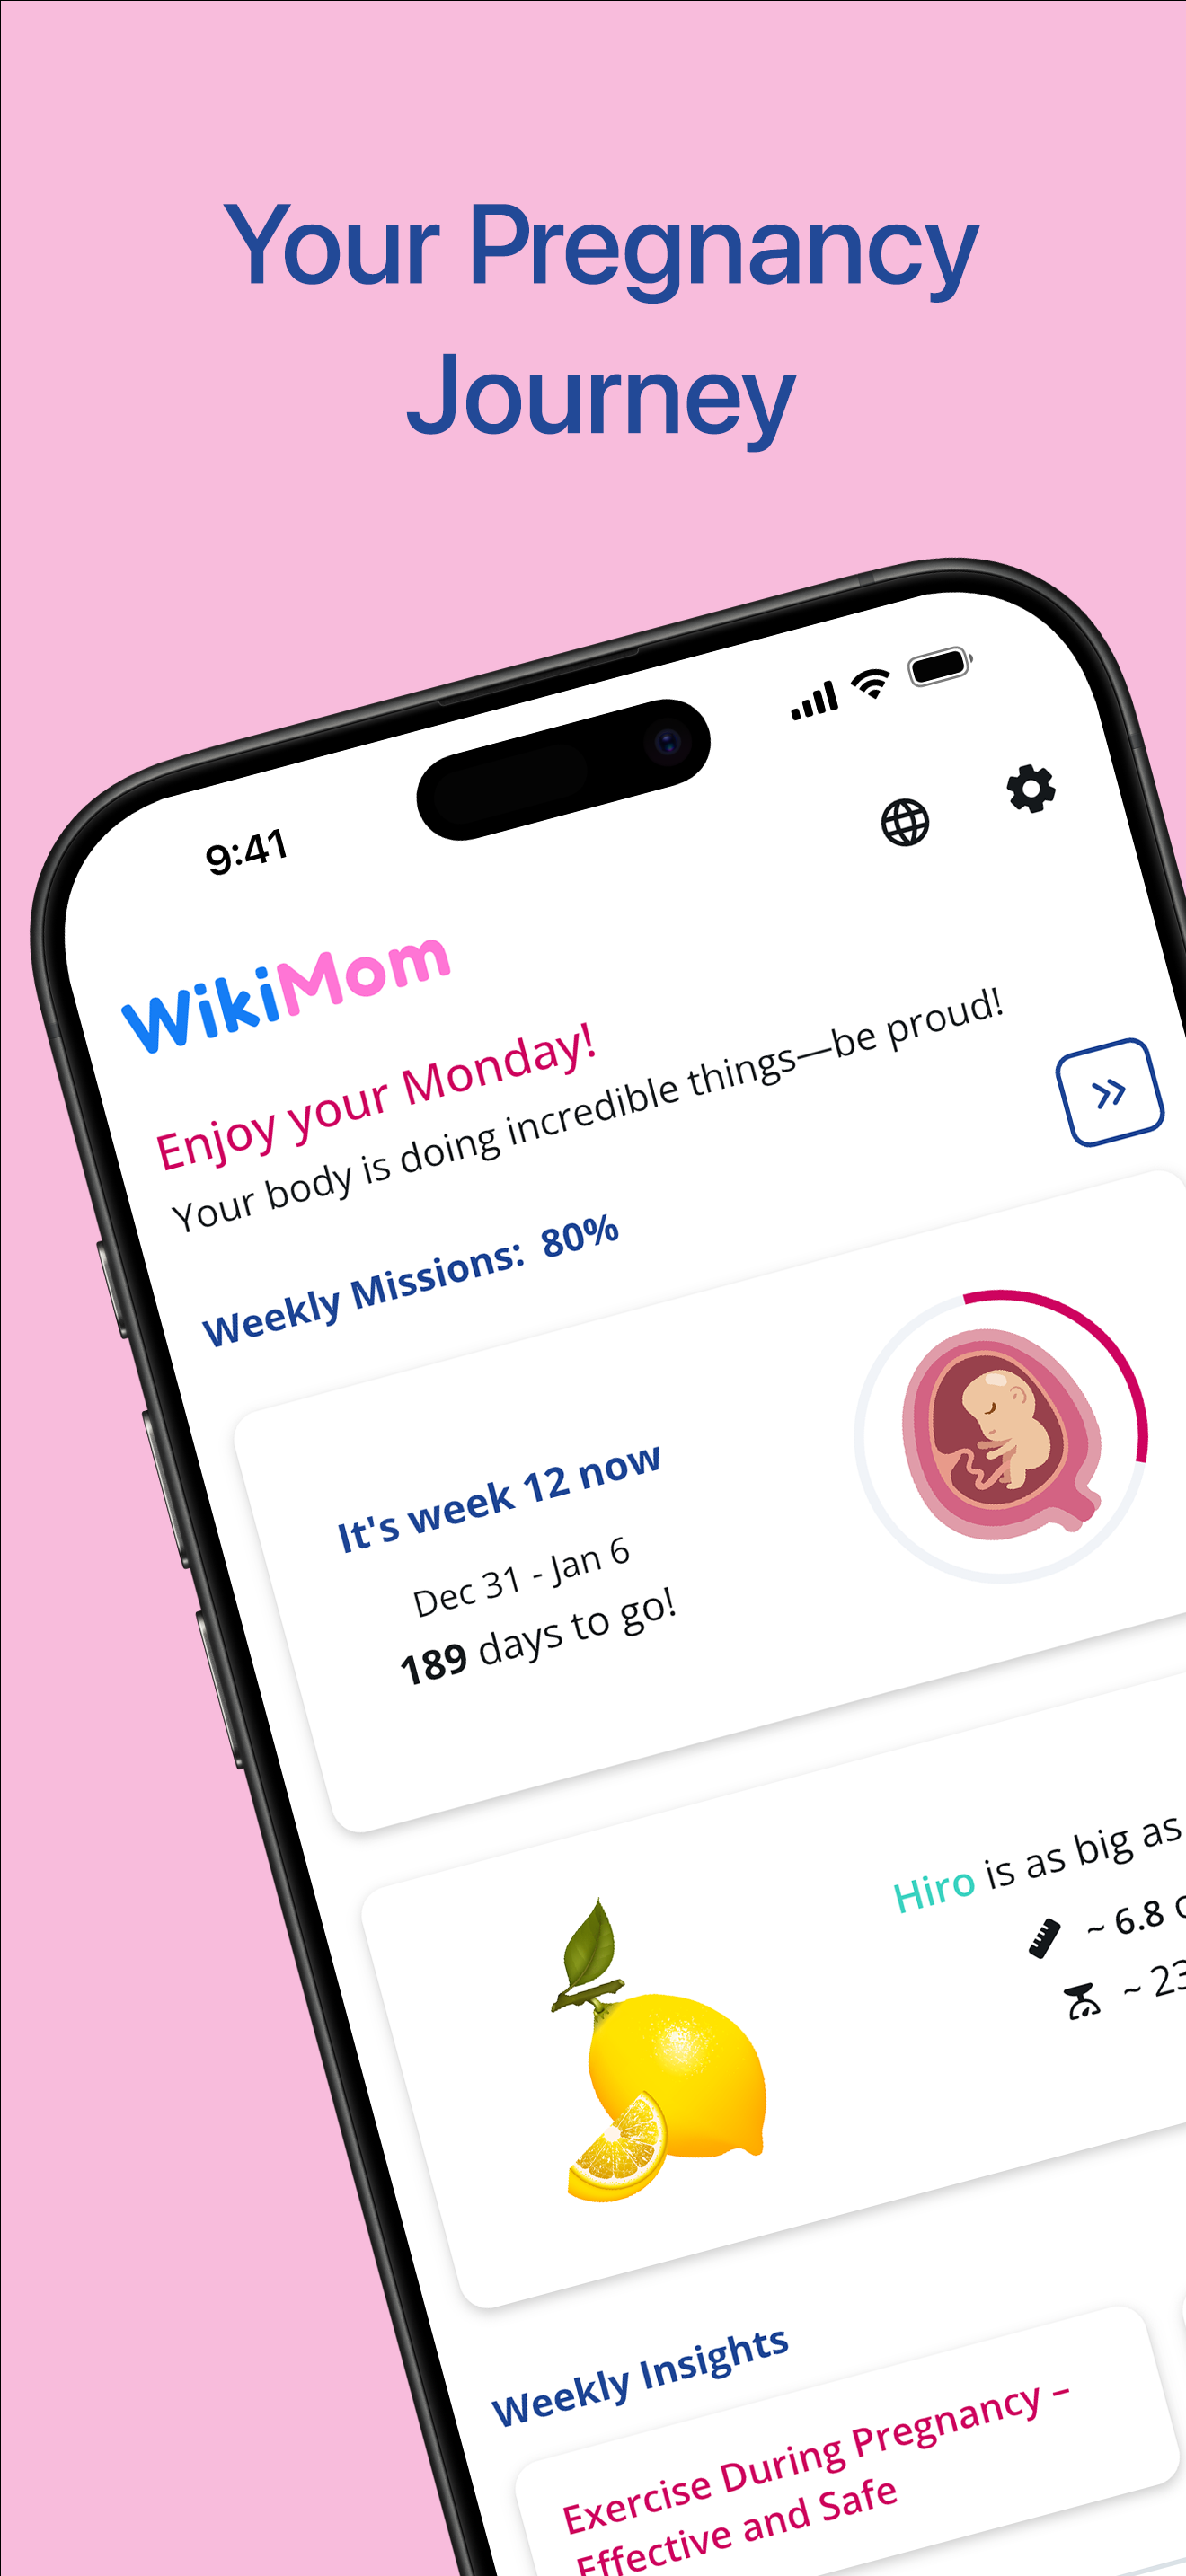 Your Pregnancy
Journey
9:41
WikiMom
Enjoy your Monday!
Your body is doing incredible things—be proud!
Weekly Missions: 80%
It's week 12 now
Dec 31 - Jan 6
189 days to go!
Hiro is as big as
~ 6.8
~ 23
Weekly Insights
Exercise During Pregnancy –
Effective and Safe